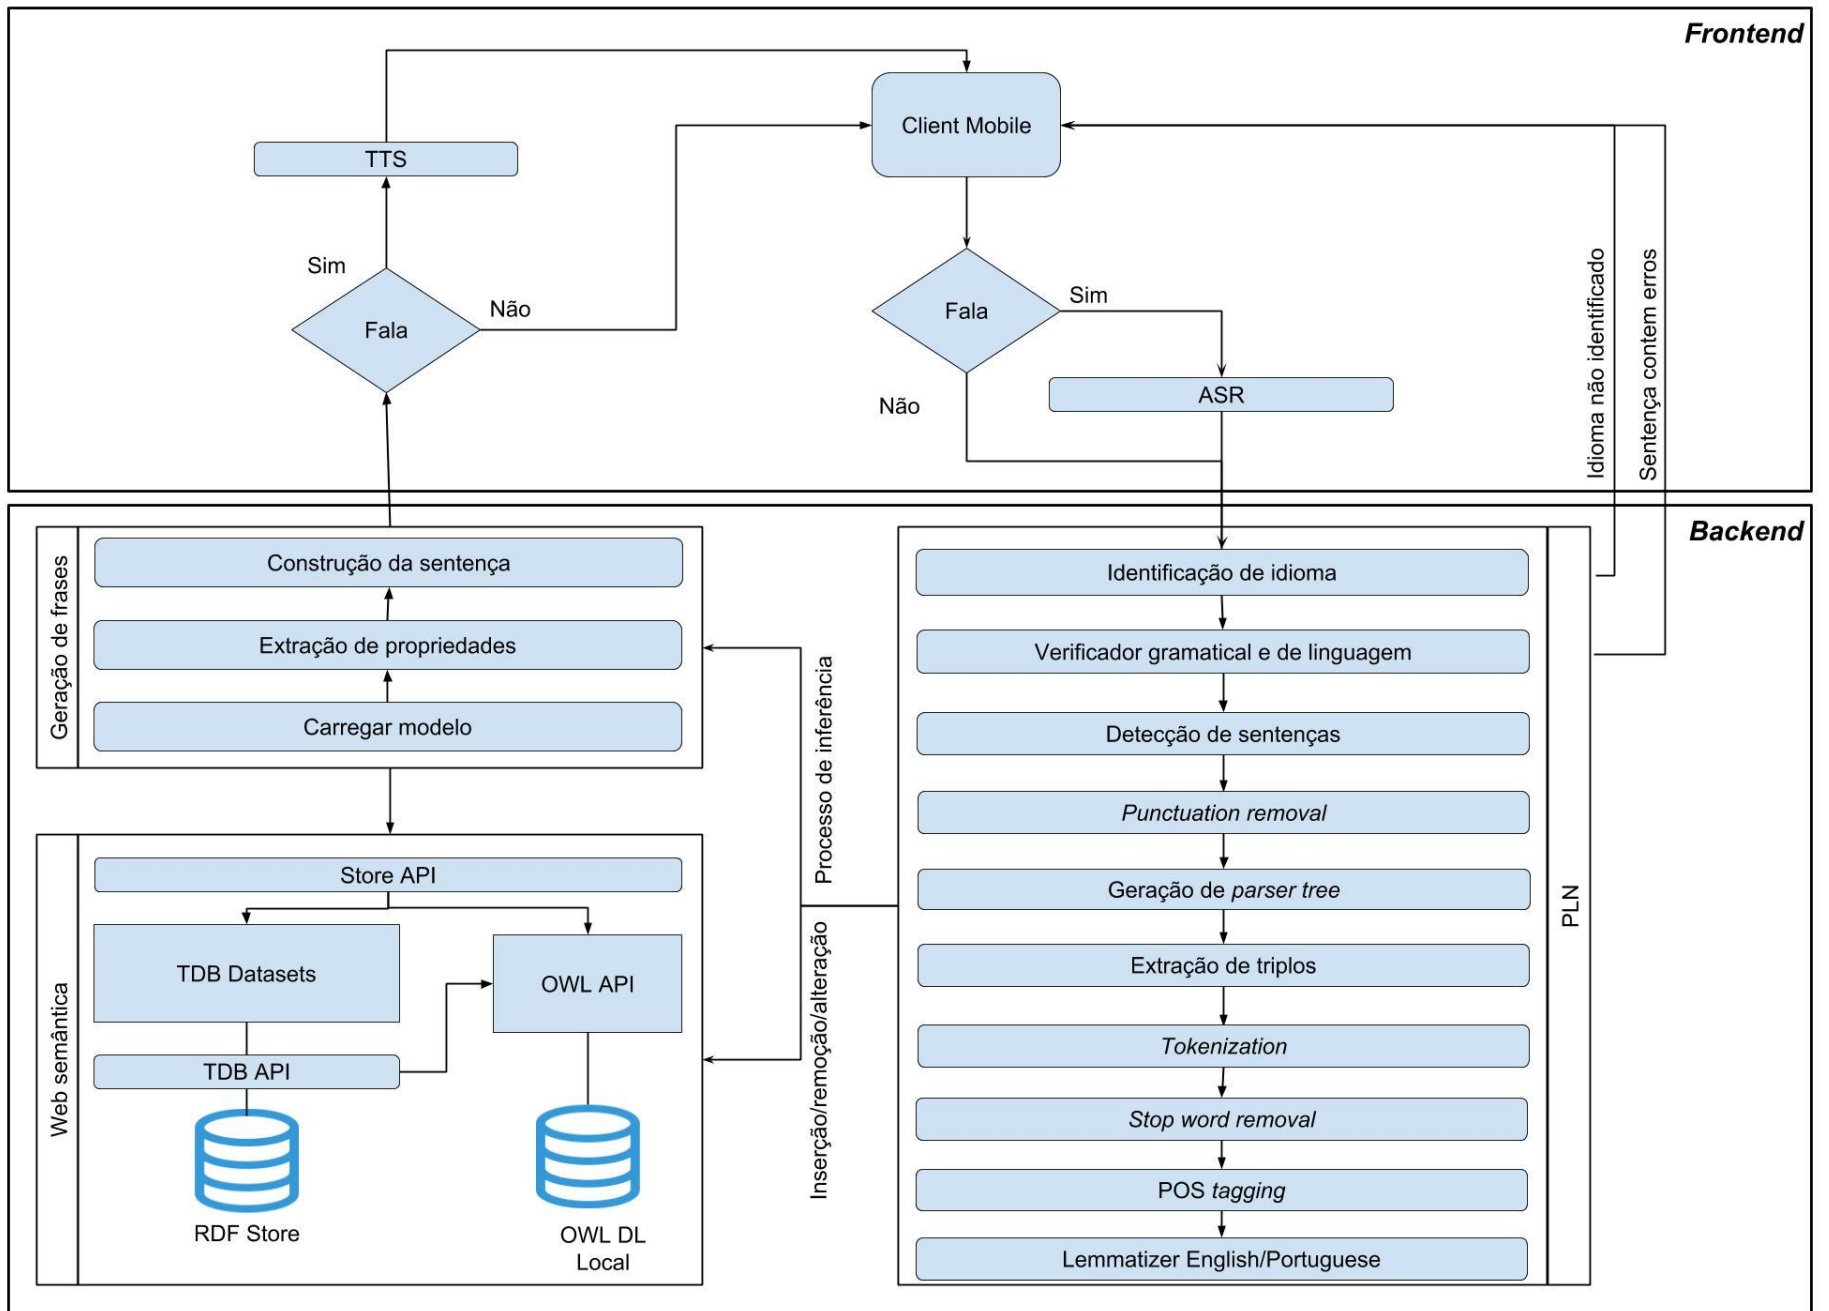 Frontend
Client Mobile
TTS
Sim
Fala
Não
Fala
Sim
Não
ASR
Idioma não identificado
Sentença contem erros
Backend
Geração de frases
Construção da sentença
Extração de propriedades
Carregar modelo
Web semântica
Store API
TDB Datasets
OWL API
TDB API
RDF Store
OWL DL
Local
Processo de inferência
Inserção/remoção/alteração
PLN
Identificação de idioma
Verificador gramatical e de linguagem
Detecção de sentenças
Punctuation removal
Geração de parser tree
Extração de triplos
Tokenization
Stop word removal
POS tagging
Lemmatizer English/Portuguese